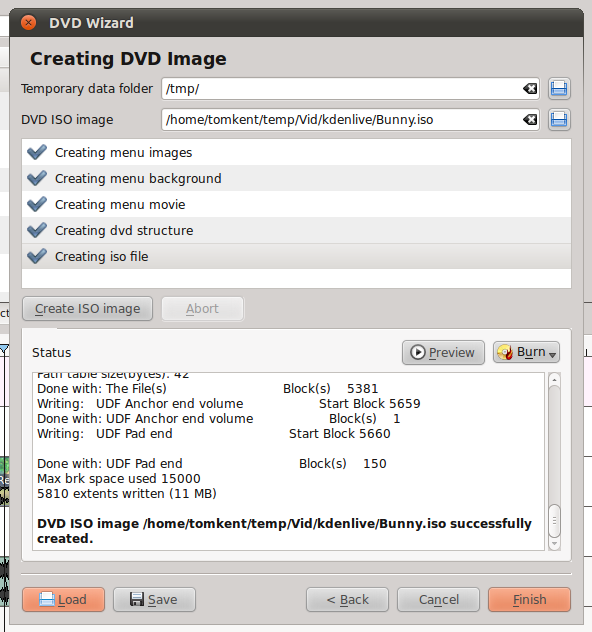 DVD Wizard
Creating DVD Image
Temporary data folder /tmp/
DVD ISO image /home/tomkent/temp/Vid/kdenlive/Bunny.iso
Creating menu images
Creating menu background
Creating menu movie
Creating dvd structure
Creating iso file
Create ISO image Abort
Status Preview Burn
Path table size(bytes): 42
Done with: The File(s) Block(s) 5381
Writing: UDF Anchor end volume Start Block 5659
Done with: UDF Anchor end volume Block(s) 1
Writing: UDF Pad end Start Block 5660
Done with: UDF Pad end Block(s) 150
Max brk space used 15000
5810 extents written (11 MB)
DVD ISO image /home/tomkent/temp/Vid/kdenlive/Bunny.iso successfully
created.
Load Save < Back Cancel Finish